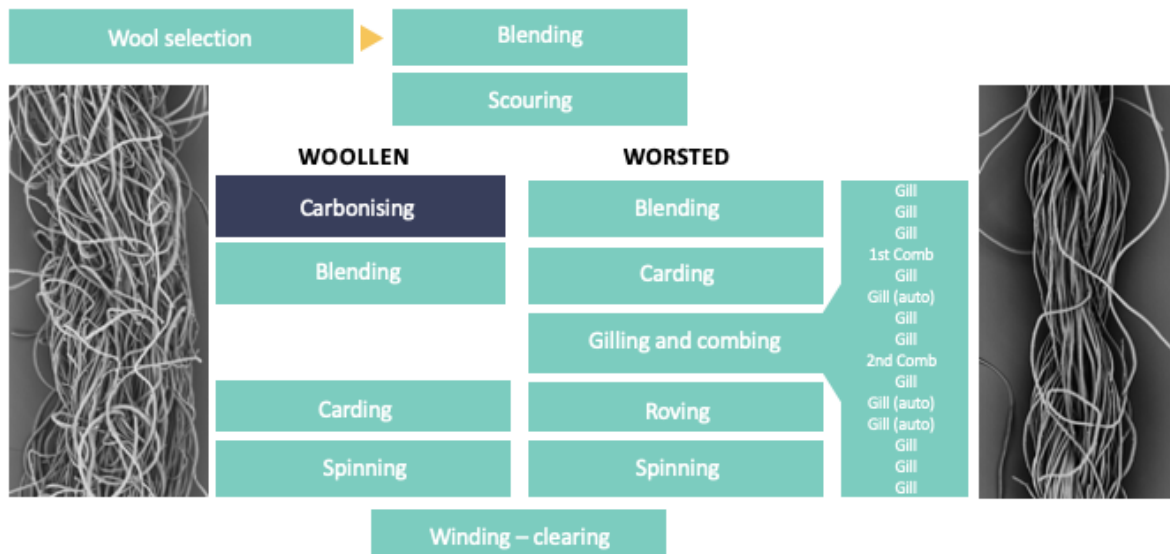 Wool selection
Blending
Scouring
WOOLLEN
WORSTED
Carbonising
Blending
Blending
Carding
Gilling and combing
Carding
Roving
Spinning
Spinning
Gill
Gill
Gill
1st Comb
Gill
Gill (auto)
Gill
Gill
2nd Comb
Gill
Gill (auto)
Gill (auto)
Gill
Gill
Gill
Winding – clearing